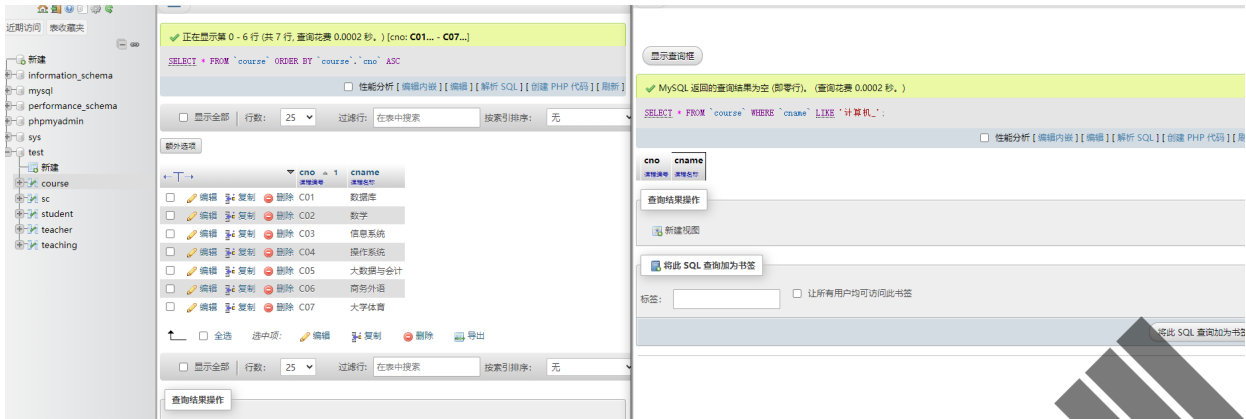 近期访问 表收藏夹
新建
information_schema
mysql
performance_schema
phpmyadmin
sys
test
新建
course
sc
student
teacher
teaching
正在显示第 0 - 6 行 (共 7 行, 查询花费 0.0002 秒。) [cno: C01... - C07...]
SELECT * FROM `course` ORDER BY `course`.`cno` ASC
性能分析 [ 编辑内嵌 ] [ 编辑 ] [ 解析 SQL ] [ 创建 PHP 代码 ] [ 刷新 ]
显示全部 行数: 25 过滤行: 在表中搜索 按索引排序: 无
额外选项
←T→ cno 1 cname
课程编号 课程名称
编辑 复制 删除 C01 数据库
编辑 复制 删除 C02 数学
编辑 复制 删除 C03 信息系统
编辑 复制 删除 C04 操作系统
编辑 复制 删除 C05 大数据与会计
编辑 复制 删除 C06 商务外语
编辑 复制 删除 C07 大学体育
全选 选中项: 编辑 复制 删除 导出
显示全部 行数: 25 过滤行: 在表中搜索 按索引排序: 无
查询结果操作
显示查询框
MySQL 返回的查询结果为空 (即零行)。 (查询花费 0.0002 秒。)
SELECT * FROM `course` WHERE `cname` LIKE '计算机_';
性能分析 [ 编辑内嵌 ] [ 编辑 ] [ 解析 SQL ] [ 创建 PHP 代码 ] [
cno cname
课程编号 课程名称
查询结果操作
新建视图
将此 SQL 查询加为书签
标签: 让所有用户均可访问此书签
将此 SQL 查询加为书签